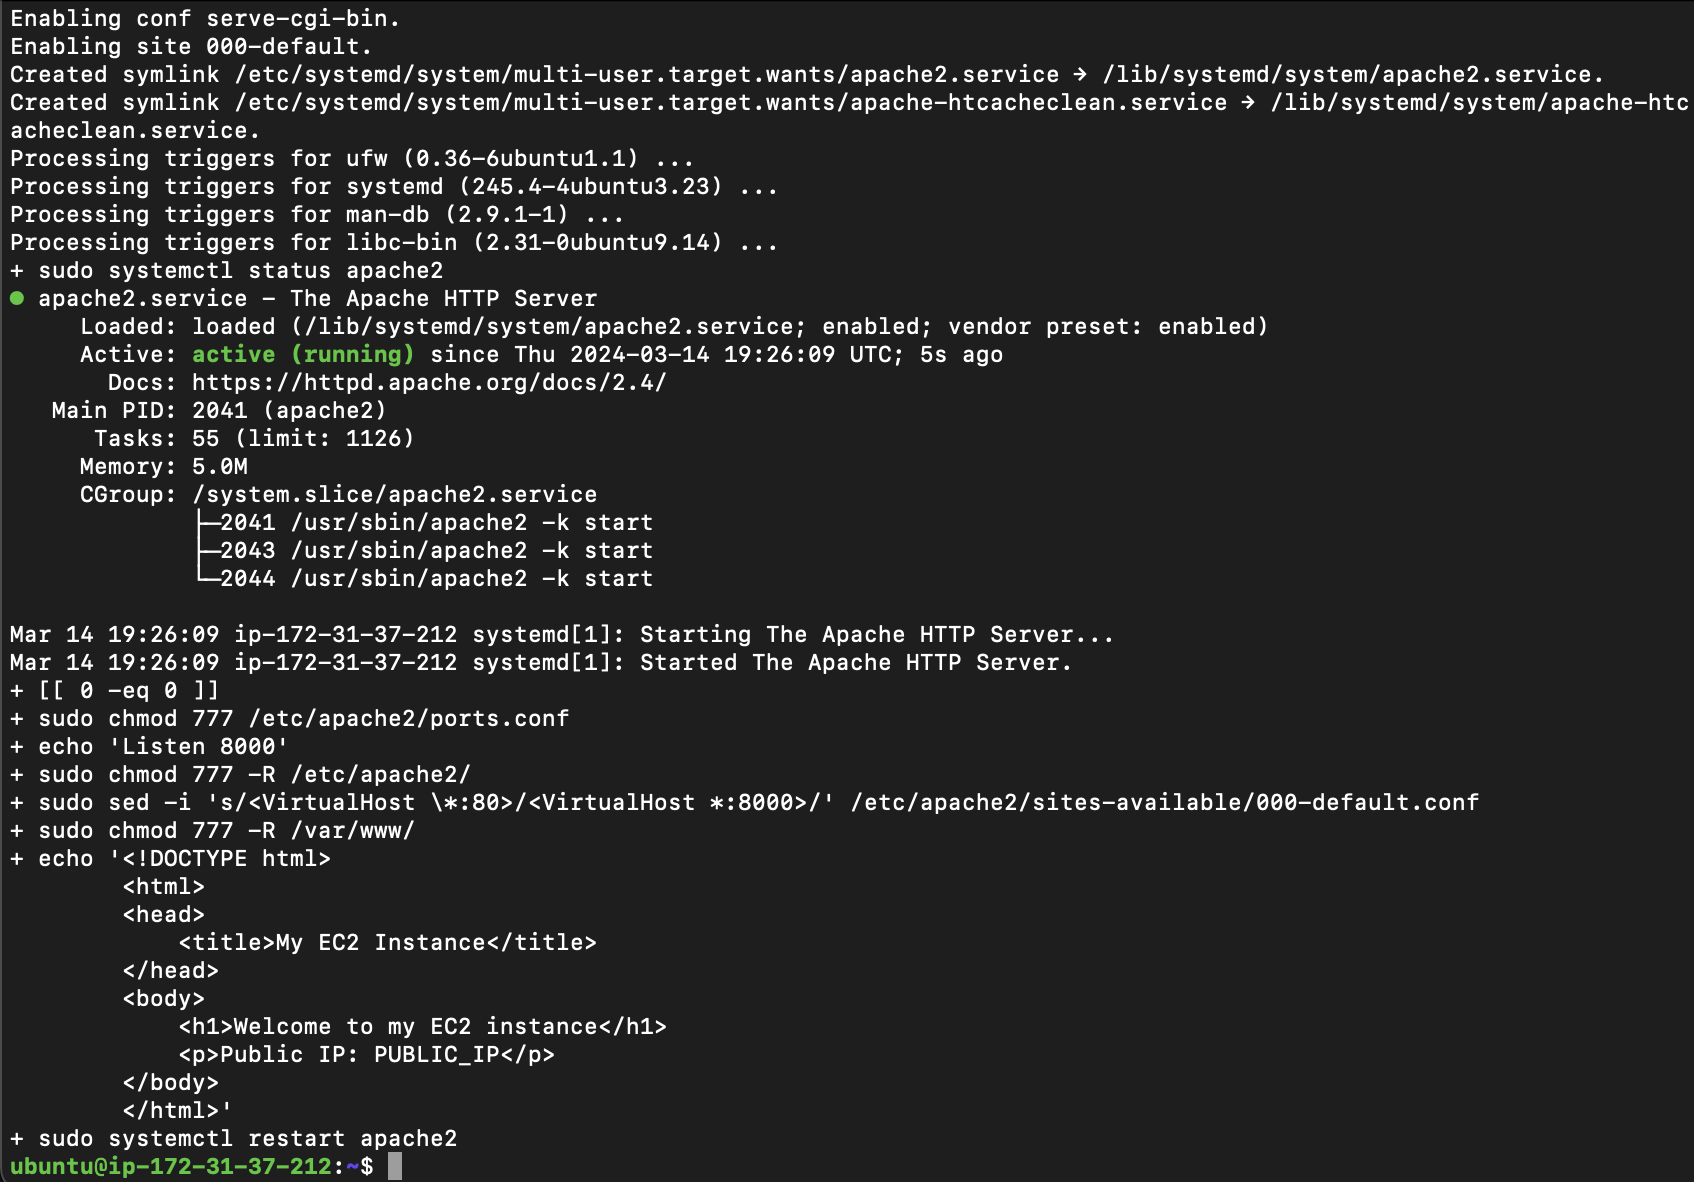 Enabling conf serve-cgi-bin.
Enabling site 000-default.
Created symlink /etc/systemd/system/multi-user.target.wants/apache2.service → /lib/systemd/system/apache2.service.
Created symlink /etc/systemd/system/multi-user.target.wants/apache-htcacheclean.service → /lib/systemd/system/apache-htc
acheclean.service.
Processing triggers for ufw (0.36-6ubuntu1.1) ...
Processing triggers for systemd (245.4-4ubuntu3.23) ...
Processing triggers for man-db (2.9.1-1) ...
Processing triggers for libc-bin (2.31-0ubuntu9.14) ...
+ sudo systemctl status apache2
● apache2.service - The Apache HTTP Server
     Loaded: loaded (/lib/systemd/system/apache2.service; enabled; vendor preset: enabled)
     Active: active (running) since Thu 2024-03-14 19:26:09 UTC; 5s ago
       Docs: https://httpd.apache.org/docs/2.4/
   Main PID: 2041 (apache2)
      Tasks: 55 (limit: 1126)
     Memory: 5.0M
     CGroup: /system.slice/apache2.service
             ├─2041 /usr/sbin/apache2 -k start
             ├─2043 /usr/sbin/apache2 -k start
             └─2044 /usr/sbin/apache2 -k start
Mar 14 19:26:09 ip-172-31-37-212 systemd[1]: Starting The Apache HTTP Server...
Mar 14 19:26:09 ip-172-31-37-212 systemd[1]: Started The Apache HTTP Server.
+ [[ 0 -eq 0 ]]
+ sudo chmod 777 /etc/apache2/ports.conf
+ echo 'Listen 8000'
+ sudo chmod 777 -R /etc/apache2/
+ sudo sed -i 's/<VirtualHost \*:80>/<VirtualHost *:8000>/' /etc/apache2/sites-available/000-default.conf
+ sudo chmod 777 -R /var/www/
+ echo '<!DOCTYPE html>
        <html>
        <head>
            <title>My EC2 Instance</title>
        </head>
        <body>
            <h1>Welcome to my EC2 instance</h1>
            <p>Public IP: PUBLIC_IP</p>
        </body>
        </html>'
+ sudo systemctl restart apache2
ubuntu@ip-172-31-37-212:~$